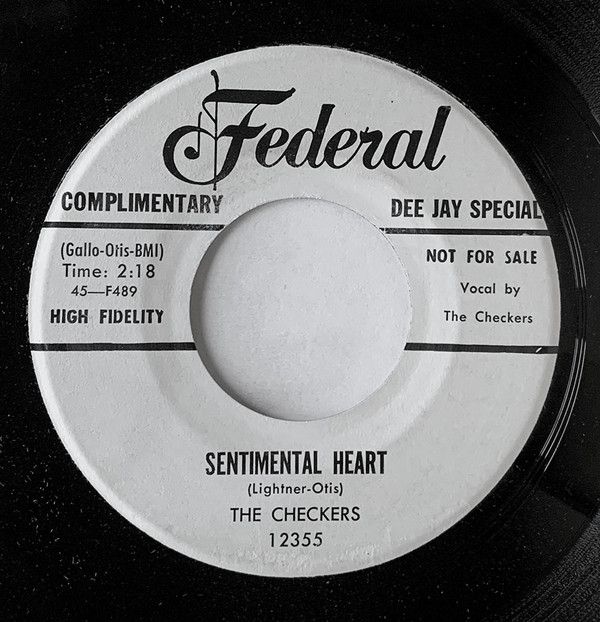 Federal
COMPLIMENTARY
DEE JAY SPECIAL
(Gallo-Otis-BMI)
Time: 2:18
45—F489
HIGH FIDELITY
NOT FOR SALE
Vocal by
The Checkers
SENTIMENTAL HEART
(Lightner-Otis)
THE CHECKERS
12355